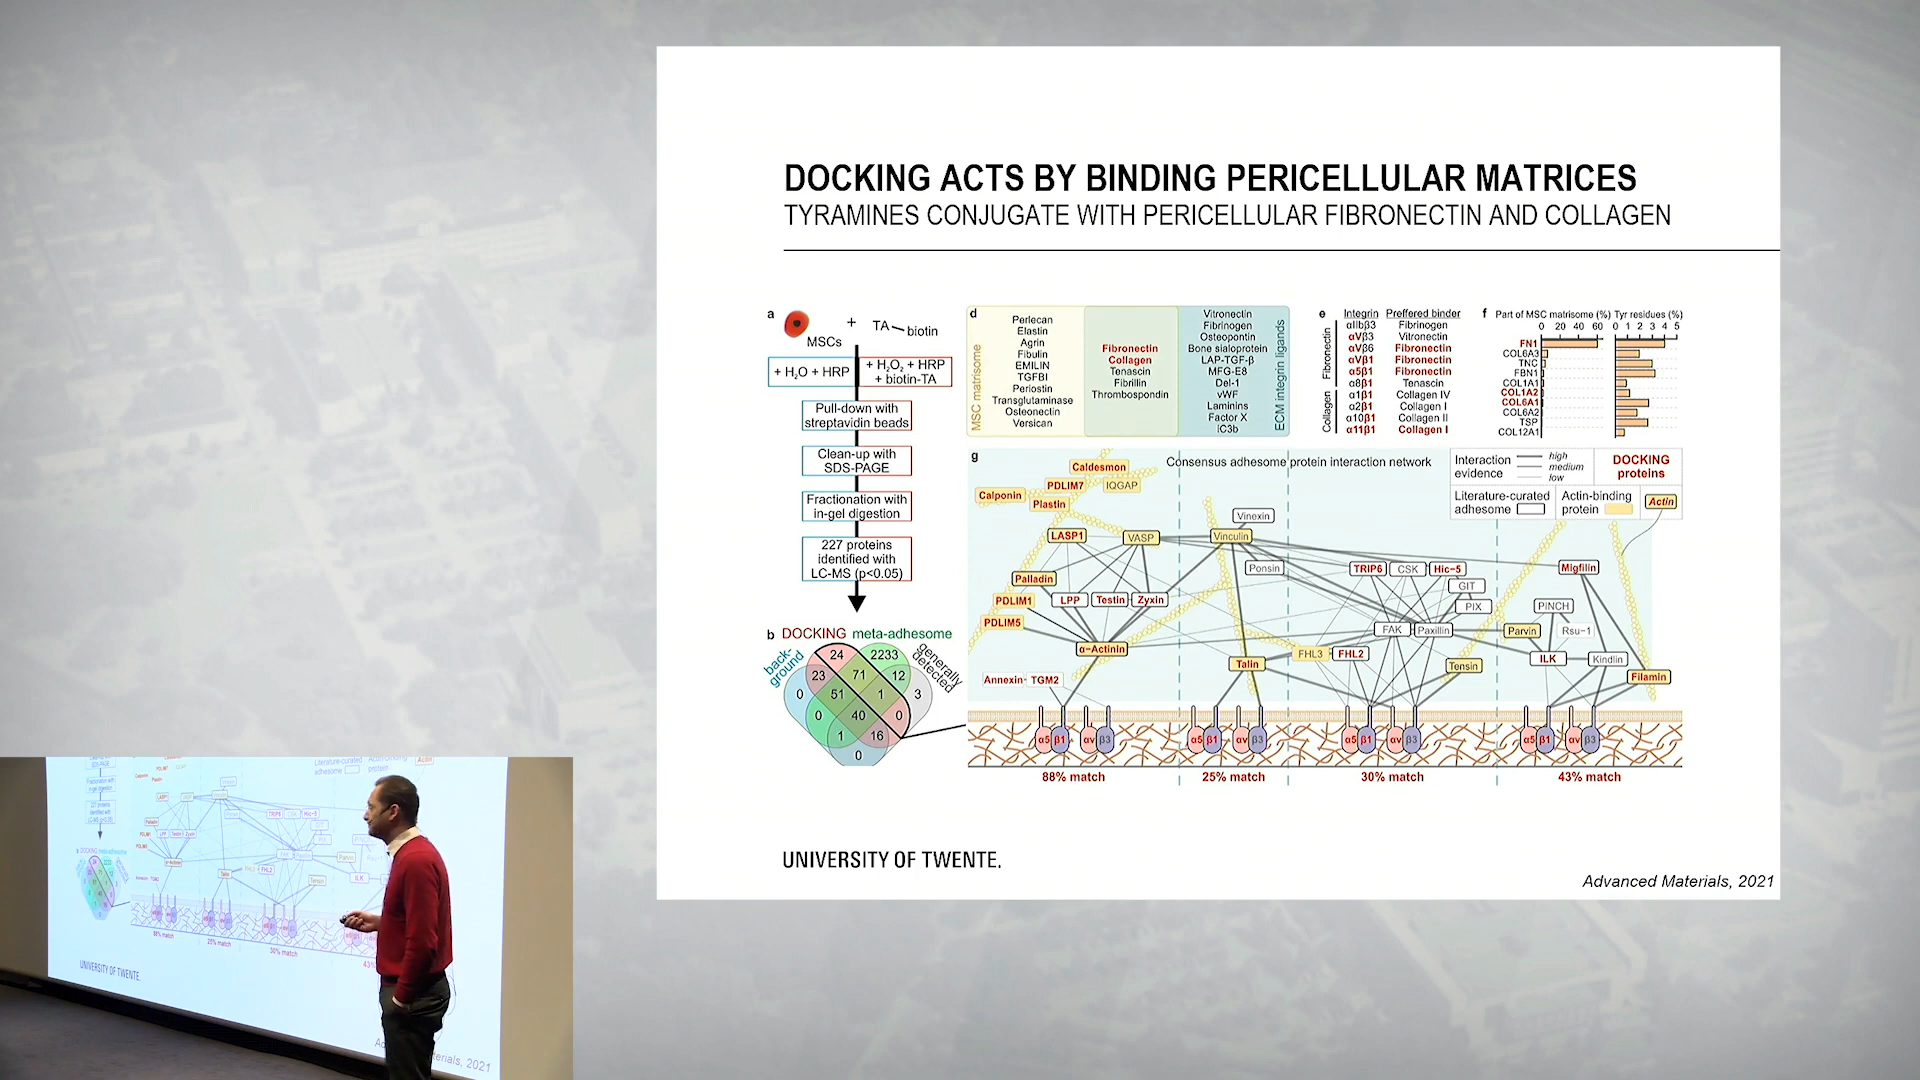 DOCKING ACTS BY BINDING PERICELLULAR MATRICES
TYRAMINES CONJUGATE WITH PERICELLULAR FIBRONECTIN AND COLLAGEN
a
MSCs
+
TA
biotin
+ H₂O + HRP
+ H₂O₂ + HRP
+ biotin-TA
Pull-down with
streptavidin beads
Clean-up with
SDS-PAGE
Fractionation with
in-gel digestion
227 proteins
identified with
LC-MS (p<0.05)
b
DOCKING
meta-adhesome
back-
ground
generally
detected
24
2233
23
71
12
0
51
1
3
0
40
0
1
16
0
d
MSC matrisome
Perlecan
Elastin
Agrin
Fibulin
EMILIN
TGFBI
Periostin
Transglutaminase
Osteonectin
Versican
Fibronectin
Collagen
Tenascin
Fibrillin
Thrombospondin
Vitronectin
Fibrinogen
Osteopontin
Bone sialoprotein
LAP-TGF-β
MFG-E8
Del-1
vWF
Laminins
Factor X
iC3b
ECM integrin ligands
e
Integrin Preffered binder
Fibronectin
αIIbβ3 Fibrinogen
αVβ3 Vitronectin
αVβ6 Fibronectin
αVβ1 Fibronectin
α5β1 Fibronectin
α8β1 Tenascin
Collagen
α1β1 Collagen IV
α2β1 Collagen I
α10β1 Collagen II
α11β1 Collagen I
f
Part of MSC matrisome (%) Tyr residues (%)
0 20 40 60 0 1 2 3 4 5
FN1
COL6A3
TNC
FBN1
COL1A1
COL1A2
COL6A1
COL6A2
TSP
COL12A1
g
Consensus adhesome protein interaction network
Interaction
evidence
high
medium
low
DOCKING
proteins
Literature-curated
adhesome
Actin-binding
protein
Actin
Caldesmon
PDLIM7
IQGAP
Calponin
Plastin
Vinexin
LASP1
VASP
Vinculin
Ponsin
TRIP6
CSK
Hic-5
Migfilin
Palladin
GIT
PDLIM1
LPP
Testin
Zyxin
PIX
PINCH
PDLIM5
FAK
Paxillin
Parvin
Rsu-1
α-Actinin
FHL3
FHL2
ILK
Kindlin
Talin
Tensin
Filamin
Annexin
TGM2
α5 β1 αv β3
α5 β1 αv β3
α5 β1 αv β3
α5 β1 αv β3
88% match
25% match
30% match
43% match
UNIVERSITY OF TWENTE.
Advanced Materials, 2021
UNIVERSITY OF TWENTE.